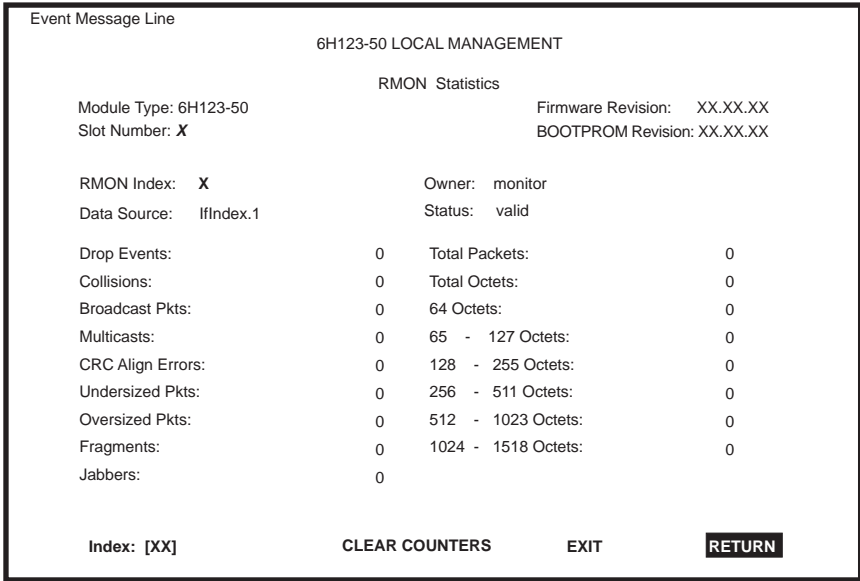 Event Message Line
6H123-50 LOCAL MANAGEMENT
RMON Statistics
Module Type: 6H123-50 Firmware Revision: XX.XX.XX
Slot Number: X BOOTPROM Revision: XX.XX.XX
RMON Index: X Owner: monitor
Data Source: IfIndex.1 Status: valid
Drop Events: 0 Total Packets: 0
Collisions: 0 Total Octets: 0
Broadcast Pkts: 0 64 Octets: 0
Multicasts: 0 65 - 127 Octets: 0
CRC Align Errors: 0 128 - 255 Octets: 0
Undersized Pkts: 0 256 - 511 Octets: 0
Oversized Pkts: 0 512 - 1023 Octets: 0
Fragments: 0 1024 - 1518 Octets: 0
Jabbers: 0
Index: [XX] CLEAR COUNTERS EXIT RETURN